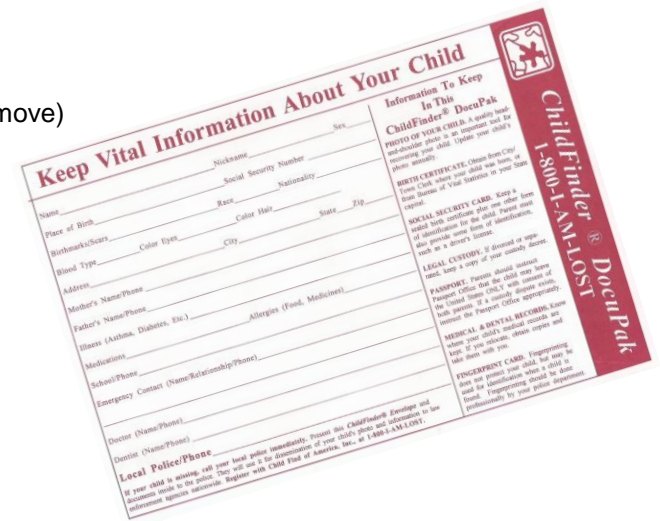 move)
Keep Vital Information About Your Child
Name Nickname Sex
Place of Birth Social Security Number
Birthmarks/Scars Race Nationality
Blood Type Color Eyes Color Hair
Address City State Zip
Mother's Name/Phone
Father's Name/Phone
Illness (Asthma, Diabetes, Etc.) Allergies (Food, Medicines)
Medications
School/Phone
Emergency Contact (Name/Relationship/Phone)
Doctor (Name/Phone)
Dentist (Name/Phone)
Local Police/Phone
If your child is missing, call your local police immediately. Present this ChildFinder® Envelope and
documents inside to the police. They will use it for dissemination of your child's photo and information to law
enforcement agencies nationwide. Register with Child Find of America, Inc., at 1-800-I-AM-LOST.
Information To Keep
In This
ChildFinder® DocuPak
PHOTO OF YOUR CHILD. A quality head-
and-shoulder photo is an important tool for
recovering your child. Update your child's
photo annually.
BIRTH CERTIFICATE. Obtain from City/
Town Clerk where your child was born, or
from Bureau of Vital Statistics in your State
capital.
SOCIAL SECURITY CARD. Keep a
sealed birth certificate plus one other form
of identification for the child. Parent must
also provide some form of identification,
such as a driver's license.
LEGAL CUSTODY. If divorced or sepa-
rated, keep a copy of your custody decree.
PASSPORT. Parents should instruct
Passport Office that the child may leave
the United States ONLY with consent of
both parents. If a custody dispute exists,
instruct the Passport Office appropriately.
MEDICAL & DENTAL RECORDS. Know
where your child's medical records are
kept. If you relocate, obtain copies and
take them with you.
FINGERPRINT CARD. Fingerprinting
does not protect your child, but may be
used for identification when a child is
found. Fingerprinting should be done
professionally by your police department.
ChildFinder ® DocuPak
1-800-I-AM-LOST